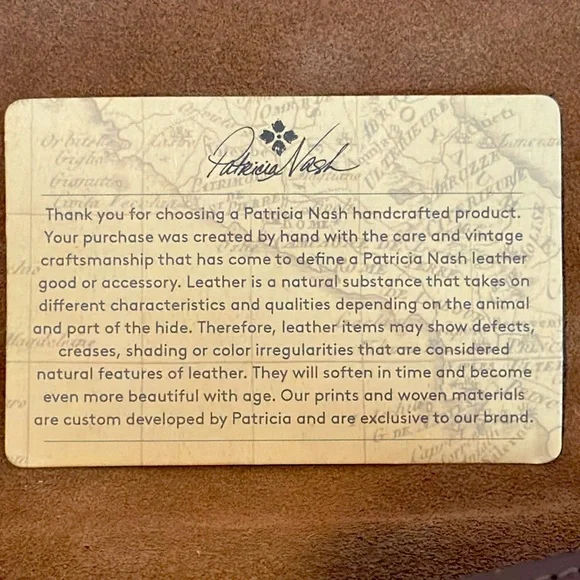 Patricia Nash
Thank you for choosing a Patricia Nash handcrafted product.
Your purchase was created by hand with the care and vintage
craftsmanship that has come to define a Patricia Nash leather
good or accessory. Leather is a natural substance that takes on
different characteristics and qualities depending on the animal
and part of the hide. Therefore, leather items may show defects,
creases, shading or color irregularities that are considered
natural features of leather. They will soften in time and become
even more beautiful with age. Our prints and woven materials
are custom developed by Patricia and are exclusive to our brand.